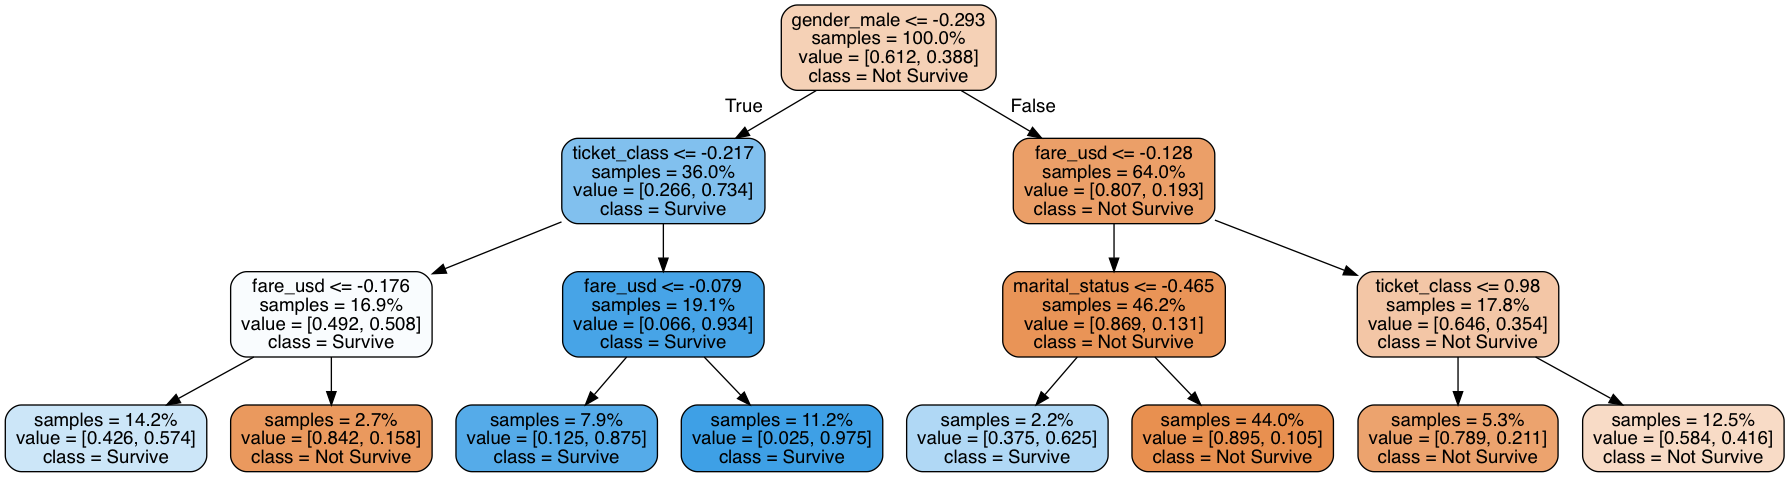 gender_male <= -0.293
samples = 100.0%
value = [0.612, 0.388]
class = Not Survive
True
False
ticket_class <= -0.217
samples = 36.0%
value = [0.266, 0.734]
class = Survive
fare_usd <= -0.128
samples = 64.0%
value = [0.807, 0.193]
class = Not Survive
fare_usd <= -0.176
samples = 16.9%
value = [0.492, 0.508]
class = Survive
fare_usd <= -0.079
samples = 19.1%
value = [0.066, 0.934]
class = Survive
marital_status <= -0.465
samples = 46.2%
value = [0.869, 0.131]
class = Not Survive
ticket_class <= 0.98
samples = 17.8%
value = [0.646, 0.354]
class = Not Survive
samples = 14.2%
value = [0.426, 0.574]
class = Survive
samples = 2.7%
value = [0.842, 0.158]
class = Not Survive
samples = 7.9%
value = [0.125, 0.875]
class = Survive
samples = 11.2%
value = [0.025, 0.975]
class = Survive
samples = 2.2%
value = [0.375, 0.625]
class = Survive
samples = 44.0%
value = [0.895, 0.105]
class = Not Survive
samples = 5.3%
value = [0.789, 0.211]
class = Not Survive
samples = 12.5%
value = [0.584, 0.416]
class = Not Survive